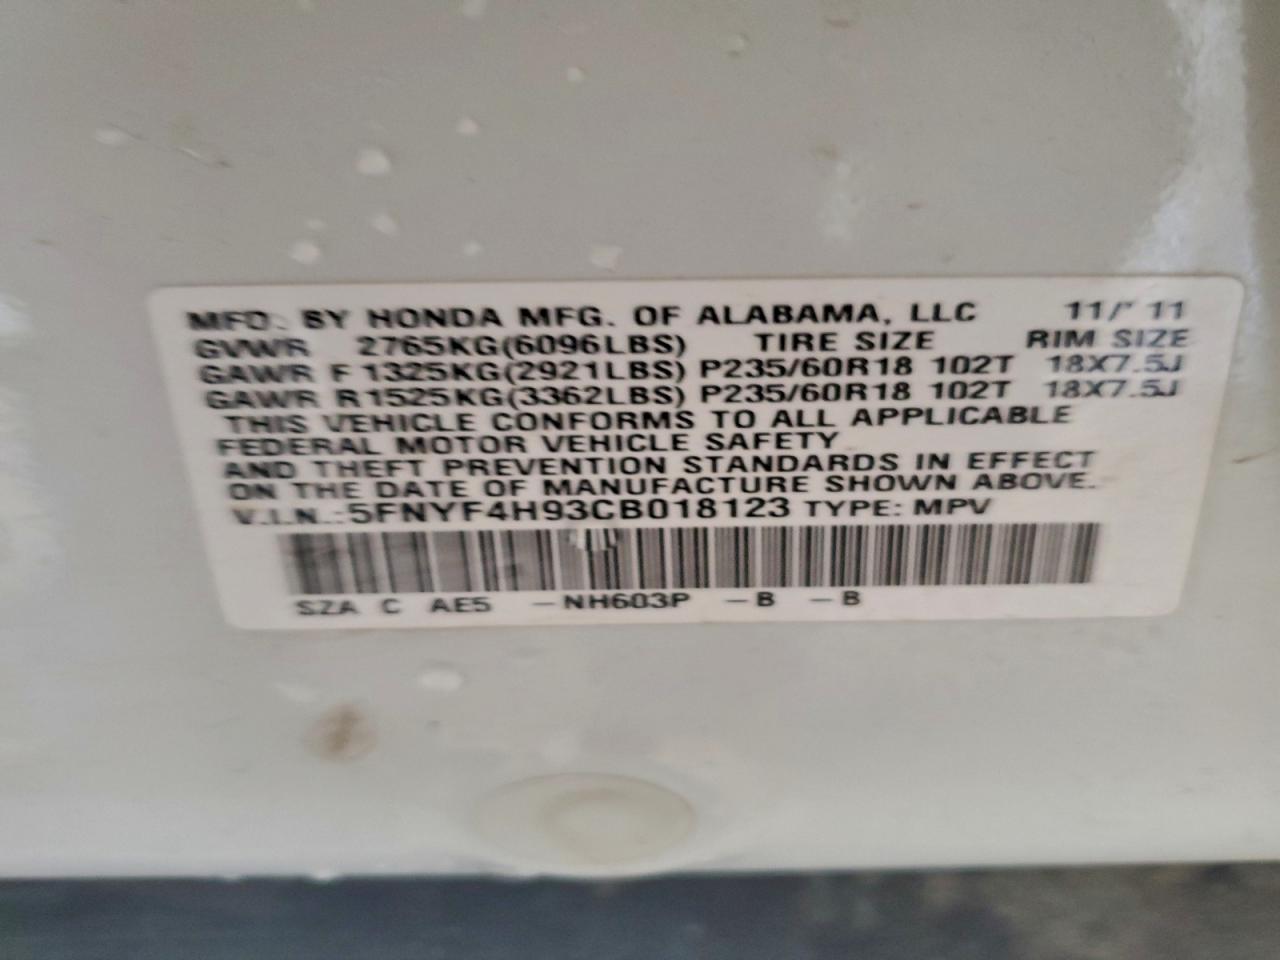 MFD. BY HONDA MFG. OF ALABAMA, LLC 11/'11
GVWR 2765KG(6096LBS) TIRE SIZE RIM SIZE
GAWR F 1325KG(2921LBS) P235/60R18 102T 18X7.5J
GAWR R1525KG(3362LBS) P235/60R18 102T 18X7.5J
THIS VEHICLE CONFORMS TO ALL APPLICABLE
FEDERAL MOTOR VEHICLE SAFETY
AND THEFT PREVENTION STANDARDS IN EFFECT
ON THE DATE OF MANUFACTURE SHOWN ABOVE.
V.I.N.:5FNYF4H93CB018123 TYPE: MPV
SZA C AE5 -NH603P -B -B